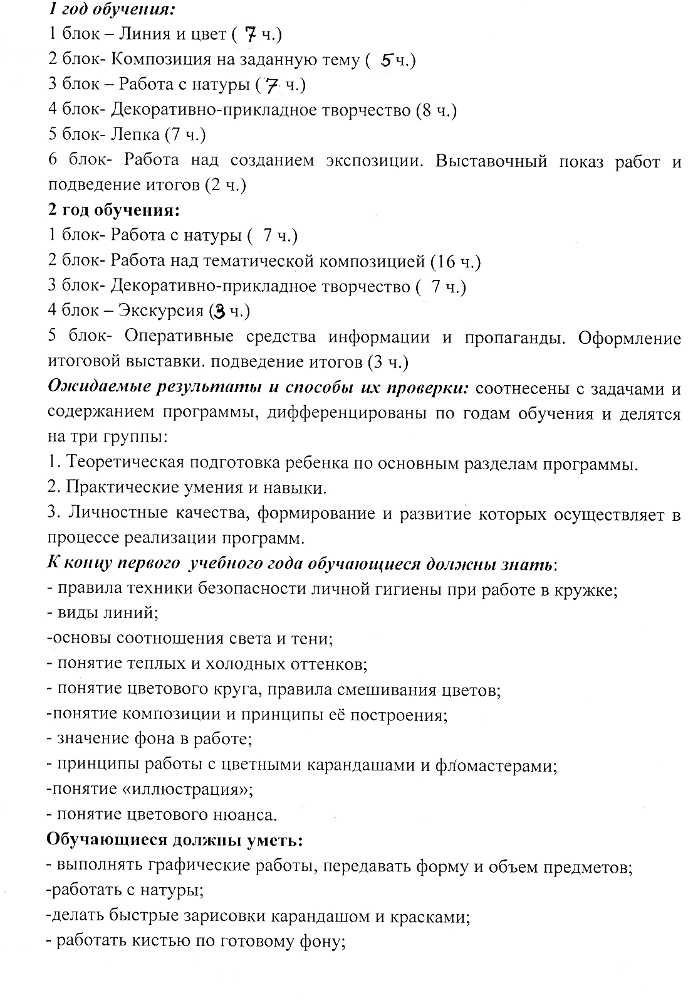 1 год обучения:
1 блок – Линия и цвет ( 7 ч.)
2 блок- Композиция на заданную тему ( 5 ч.)
3 блок – Работа с натуры ( 7 ч.)
4 блок- Декоративно-прикладное творчество (8 ч.)
5 блок- Лепка (7 ч.)
6 блок- Работа над созданием экспозиции. Выставочный показ работ и
подведение итогов (2 ч.)
2 год обучения:
1 блок- Работа с натуры ( 7 ч.)
2 блок- Работа над тематической композицией (16 ч.)
3 блок- Декоративно-прикладное творчество ( 7 ч.)
4 блок – Экскурсия (3 ч.)
5 блок- Оперативные средства информации и пропаганды. Оформление
итоговой выставки. подведение итогов (3 ч.)
Ожидаемые результаты и способы их проверки: соотнесены с задачами и
содержанием программы, дифференцированы по годам обучения и делятся
на три группы:
1. Теоретическая подготовка ребенка по основным разделам программы.
2. Практические умения и навыки.
3. Личностные качества, формирование и развитие которых осуществляет в
процессе реализации программ.
К концу первого учебного года обучающиеся должны знать:
- правила техники безопасности личной гигиены при работе в кружке;
- виды линий;
-основы соотношения света и тени;
- понятие теплых и холодных оттенков;
- понятие цветового круга, правила смешивания цветов;
-понятие композиции и принципы её построения;
- значение фона в работе;
- принципы работы с цветными карандашами и фломастерами;
-понятие «иллюстрация»;
- понятие цветового нюанса.
Обучающиеся должны уметь:
- выполнять графические работы, передавать форму и объем предметов;
-работать с натуры;
-делать быстрые зарисовки карандашом и красками;
- работать кистью по готовому фону;